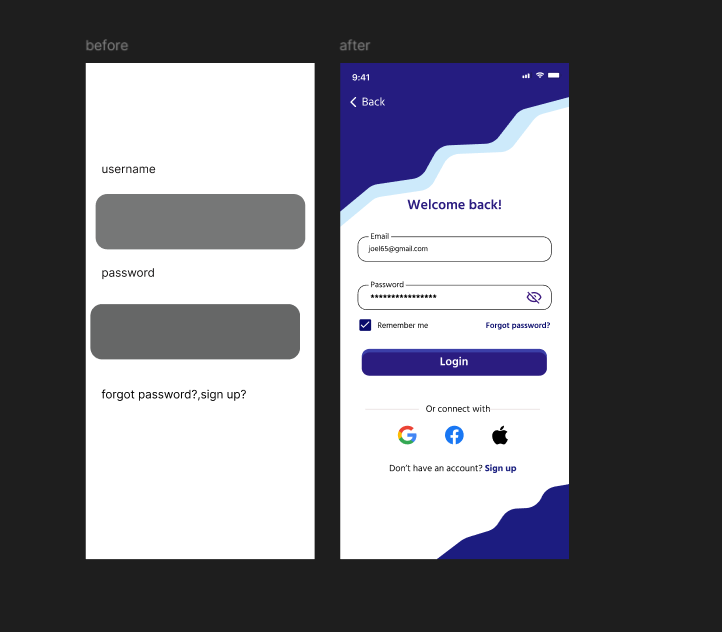 before
after
username
password
forgot password?,sign up?
9:41
Back
Welcome back!
Email
joel65@gmail.com
Password
****************
Remember me
Forgot password?
Login
Or connect with
Don't have an account? Sign up